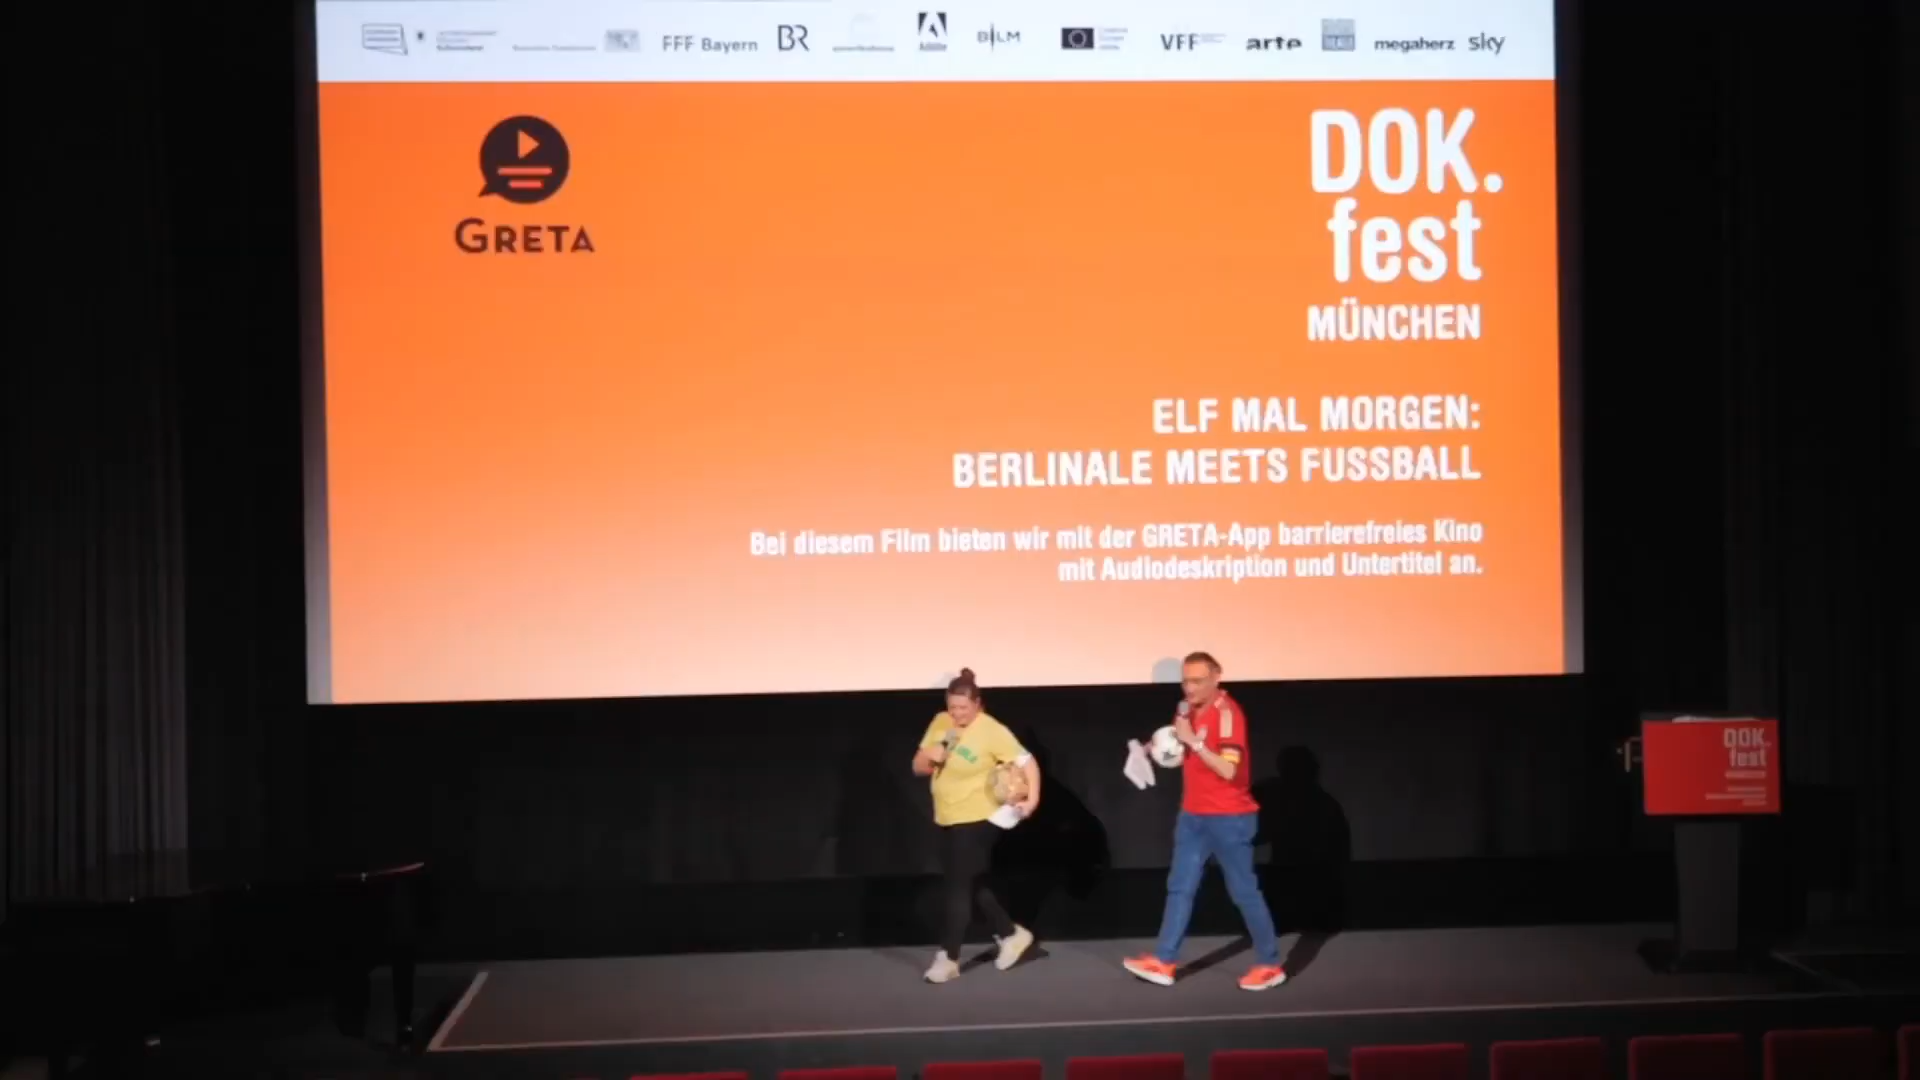 FFF Bayern BR Adobe BILM VFF arte megaherz sky
GRETA
DOK.
fest
MÜNCHEN
ELF MAL MORGEN:
BERLINALE MEETS FUSSBALL
Bei diesem Film bieten wir mit der GRETA-App barrierefreies Kino
mit Audiodeskription und Untertitel an.
DOK.
fest